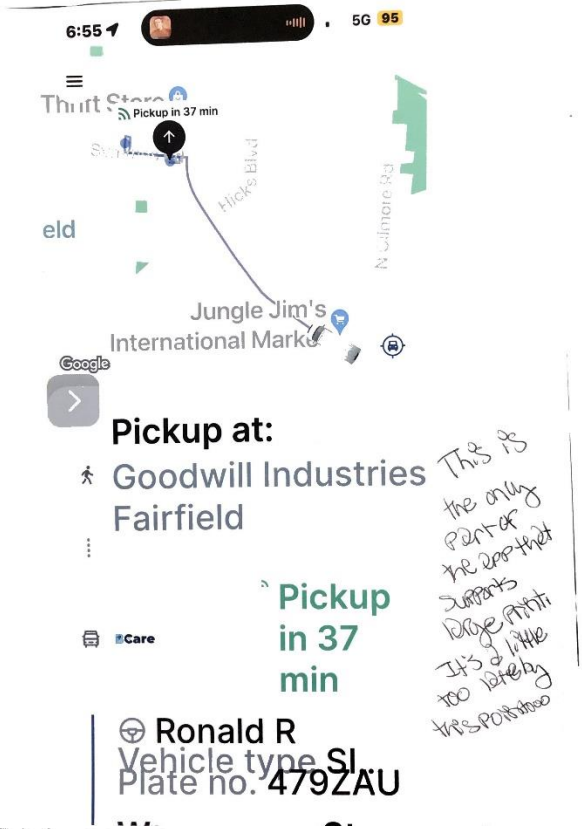 6:55
5G 95
Thrift Store
Pickup in 37 min
Hicks Blvd
N Gilmore Rd
eld
Jungle Jim's
International Marke
Google
Pickup at:
Goodwill Industries
Fairfield
Pickup
in 37
min
Care
Ronald R
Vehicle type SI..
Plate no. 479ZAU
This is
the only
part of
the app that
supports
large print.
It's a little
too late by
this point